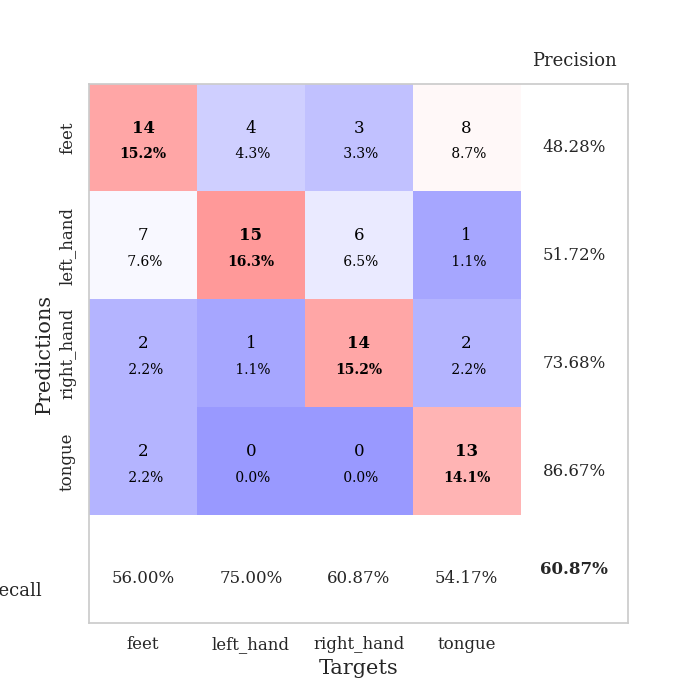 Precision
feet
14 4 3 8
15.2% 4.3% 3.3% 8.7%
48.28%
left_hand
7 15 6 1
7.6% 16.3% 6.5% 1.1%
51.72%
Predictions
right_hand
2 1 14 2
2.2% 1.1% 15.2% 2.2%
73.68%
tongue
2 0 0 13
2.2% 0.0% 0.0% 14.1%
86.67%
ecall
56.00% 75.00% 60.87% 54.17% 60.87%
feet left_hand right_hand tongue
Targets